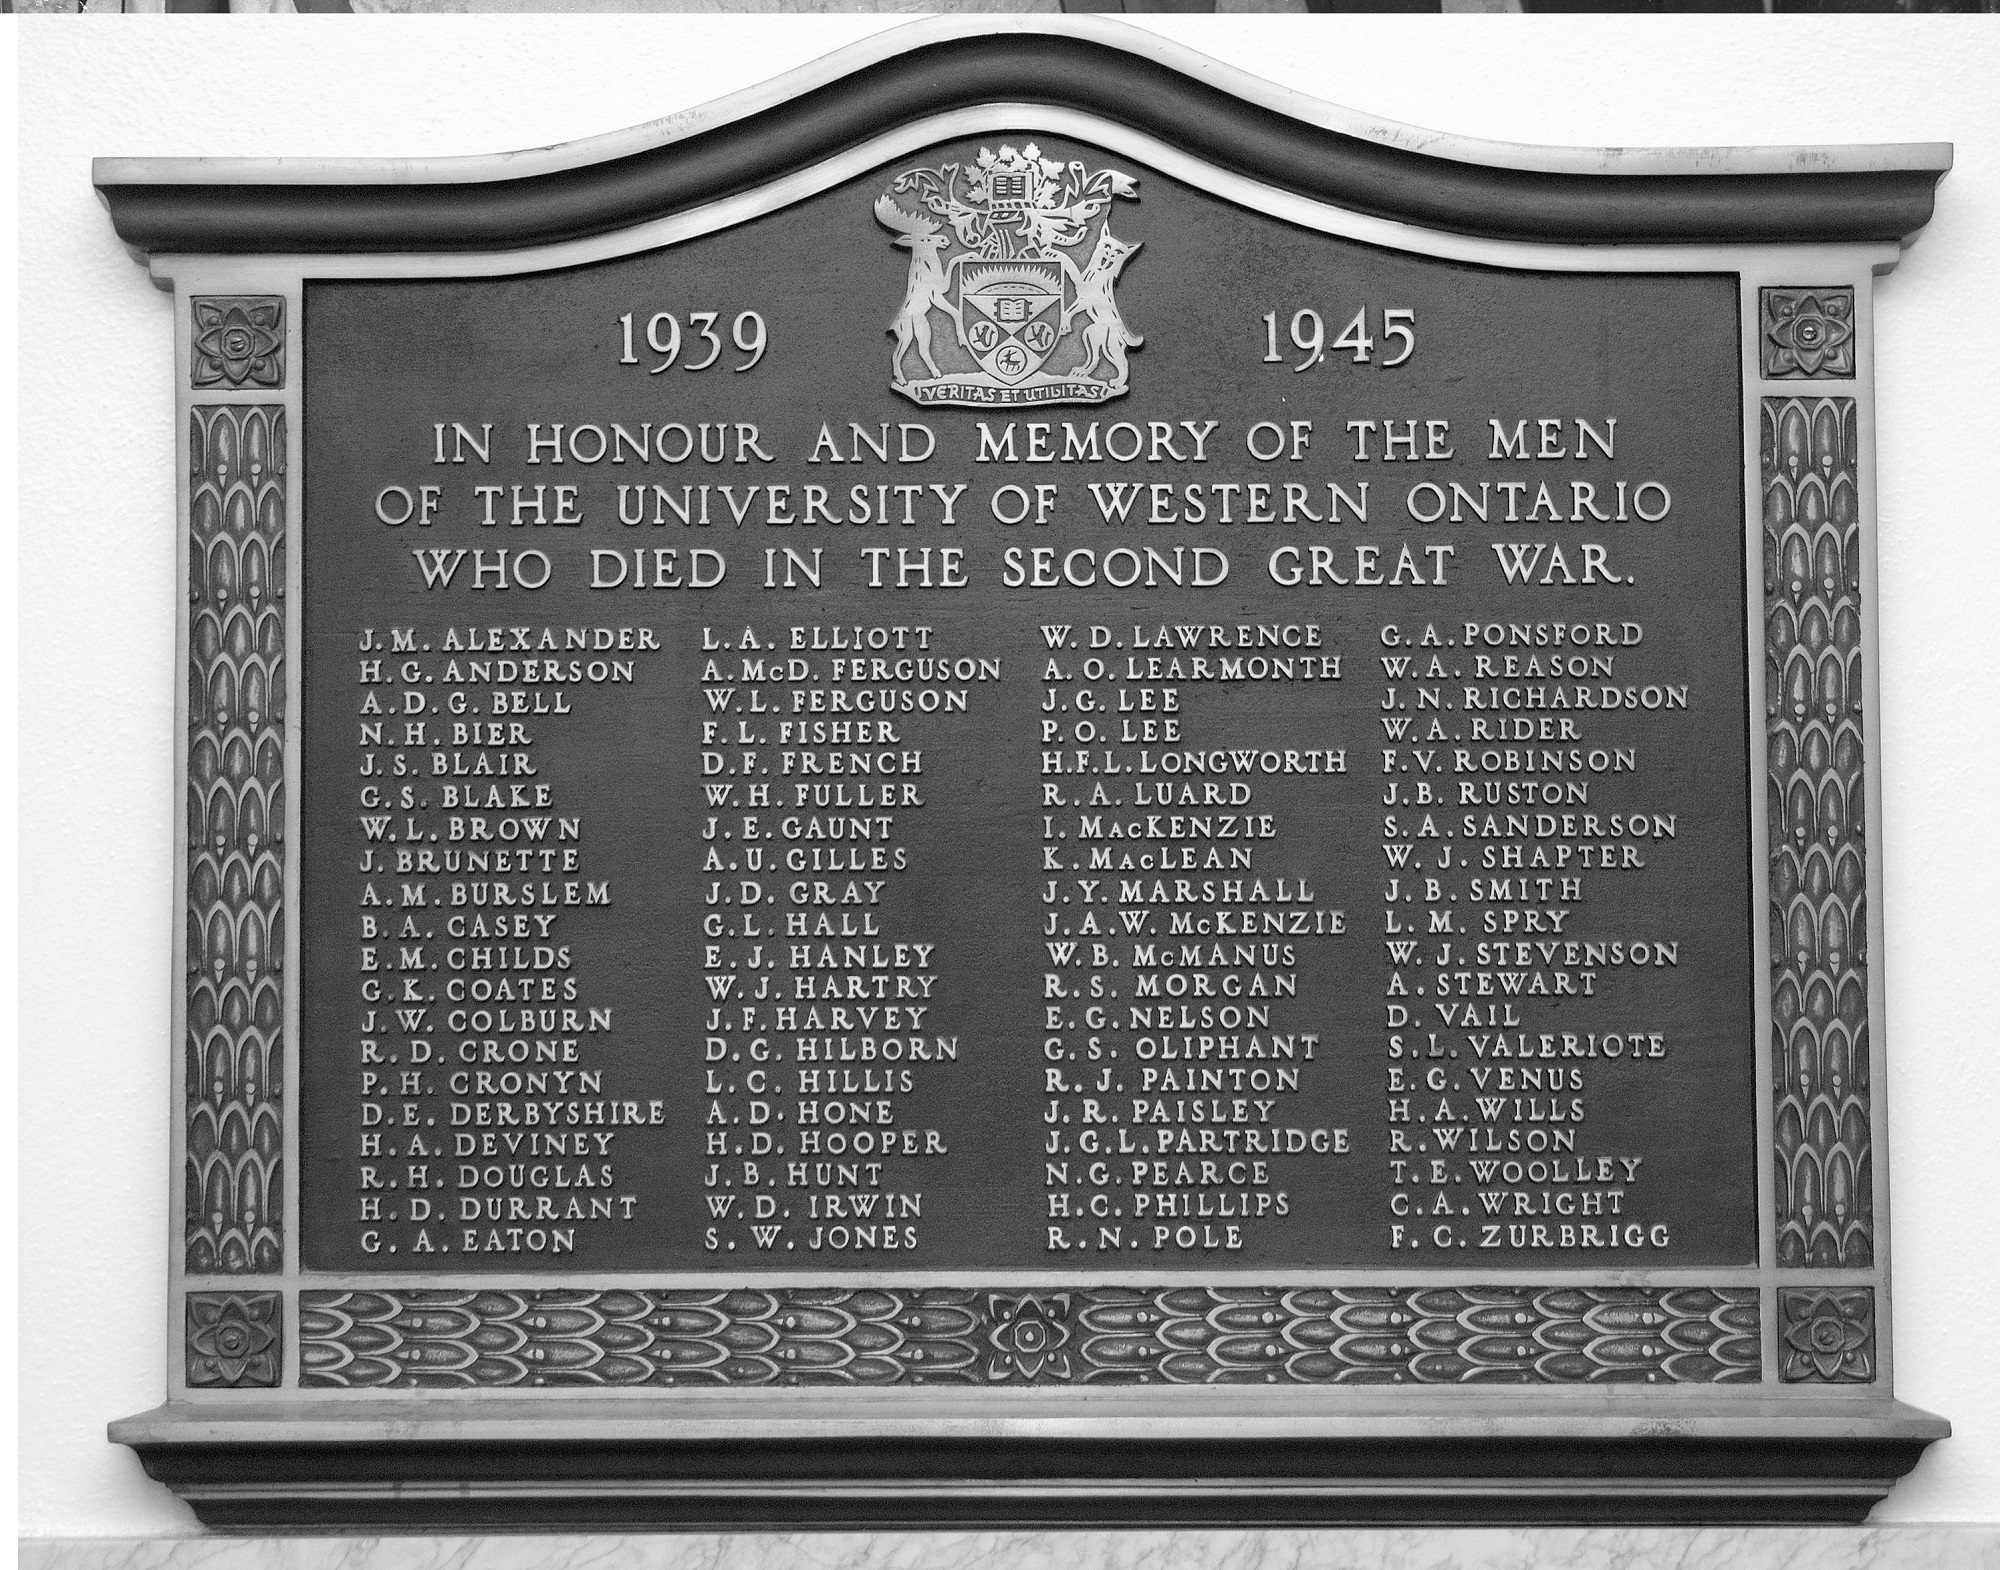 1939 1945
VERITAS ET UTILITAS
IN HONOUR AND MEMORY OF THE MEN
OF THE UNIVERSITY OF WESTERN ONTARIO
WHO DIED IN THE SECOND GREAT WAR.
J. M. ALEXANDER
H. G. ANDERSON
A. D. G. BELL
N. H. BIER
J. S. BLAIR
G. S. BLAKE
W. L. BROWN
J. BRUNETTE
A. M. BURSLEM
B. A. CASEY
E. M. CHILDS
G. K. COATES
J. W. COLBURN
R. D. CRONE
P. H. CRONYN
D. E. DERBYSHIRE
H. A. DEVINEY
R. H. DOUGLAS
H. D. DURRANT
G. A. EATON
L. A. ELLIOTT
A. McD. FERGUSON
W. L. FERGUSON
F. L. FISHER
D. F. FRENCH
W. H. FULLER
J. E. GAUNT
A. U. GILLES
J. D. GRAY
G. L. HALL
E. J. HANLEY
W. J. HARTRY
J. F. HARVEY
D. G. HILBORN
L. C. HILLIS
A. D. HONE
H. D. HOOPER
J. B. HUNT
W. D. IRWIN
S. W. JONES
W. D. LAWRENCE
A. O. LEARMONTH
J. G. LEE
P. O. LEE
H. F. L. LONGWORTH
R. A. LUARD
I. MacKENZIE
K. MacLEAN
J. Y. MARSHALL
J. A. W. McKENZIE
W. B. McMANUS
R. S. MORGAN
E. G. NELSON
G. S. OLIPHANT
R. J. PAINTON
J. R. PAISLEY
J. G. L. PARTRIDGE
N. G. PEARCE
H. C. PHILLIPS
R. N. POLE
G. A. PONSFORD
W. A. REASON
J. N. RICHARDSON
W. A. RIDER
F. V. ROBINSON
J. B. RUSTON
S. A. SANDERSON
W. J. SHAPTER
J. B. SMITH
L. M. SPRY
W. J. STEVENSON
A. STEWART
D. VAIL
S. L. VALERIOTE
E. G. VENUS
H. A. WILLS
R. WILSON
T. E. WOOLLEY
C. A. WRIGHT
F. C. ZURBRIGG